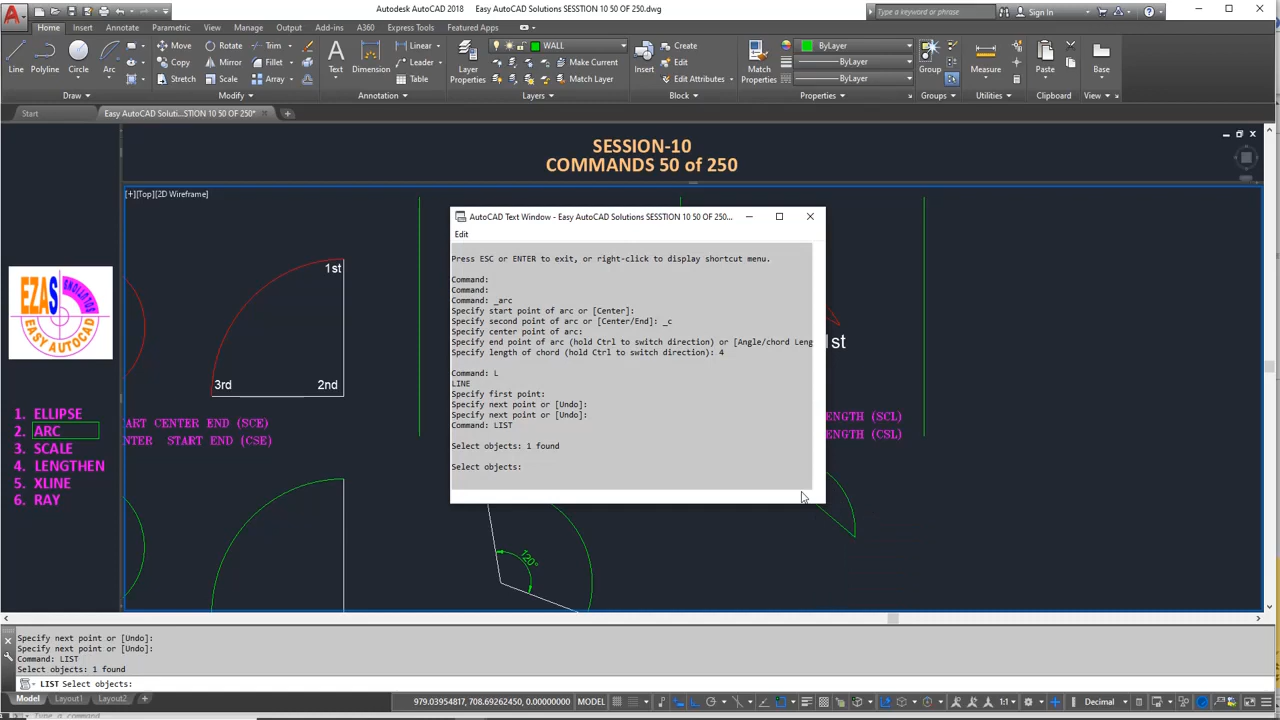 Autodesk AutoCAD 2018 Easy AutoCAD Solutions SESSTION 10 50 OF 250.dwg
Type a keyword or phrase
Sign In
Home Insert Annotate Parametric View Manage Output Add-ins A360 Express Tools Featured Apps
Line Polyline Circle Arc
Move Rotate Trim
Copy Mirror Fillet
Stretch Scale Array
Text Dimension
Linear
Leader
Table
Layer Properties
WALL
Make Current
Match Layer
Insert
Create
Edit
Edit Attributes
Match Properties
ByLayer
ByLayer
ByLayer
Group Measure Paste Base
Draw Modify Annotation Layers Block Properties Groups Utilities Clipboard View
Start Easy AutoCAD Soluti...STION 10 50 OF 250*
SESSION-10
COMMANDS 50 of 250
[+][Top][2D Wireframe]
AutoCAD Text Window - Easy AutoCAD Solutions SESSTION 10 50 OF 250...
Edit
Press ESC or ENTER to exit, or right-click to display shortcut menu.
Command:
Command:
Command: _arc
Specify start point of arc or [Center]:
Specify second point of arc or [Center/End]: _c
Specify center point of arc:
Specify end point of arc (hold Ctrl to switch direction) or [Angle/chord Leng
Specify length of chord (hold Ctrl to switch direction): 4
Command: L
LINE
Specify first point:
Specify next point or [Undo]:
Specify next point or [Undo]:
Command: LIST
Select objects: 1 found
Select objects:
1st
3rd 2nd
1st
EZAS
SOLUTIONS
EASY AUTOCAD
1. ELLIPSE
2. ARC
3. SCALE
4. LENGTHEN
5. XLINE
6. RAY
ART CENTER END (SCE)
NTER START END (CSE)
ENGTH (SCL)
ENGTH (CSL)
120°
Specify next point or [Undo]:
Specify next point or [Undo]:
Command: LIST
Select objects: 1 found
LIST Select objects:
Model Layout1 Layout2
979.03954817, 708.69262450, 0.00000000 MODEL
1:1
Decimal
Type a command